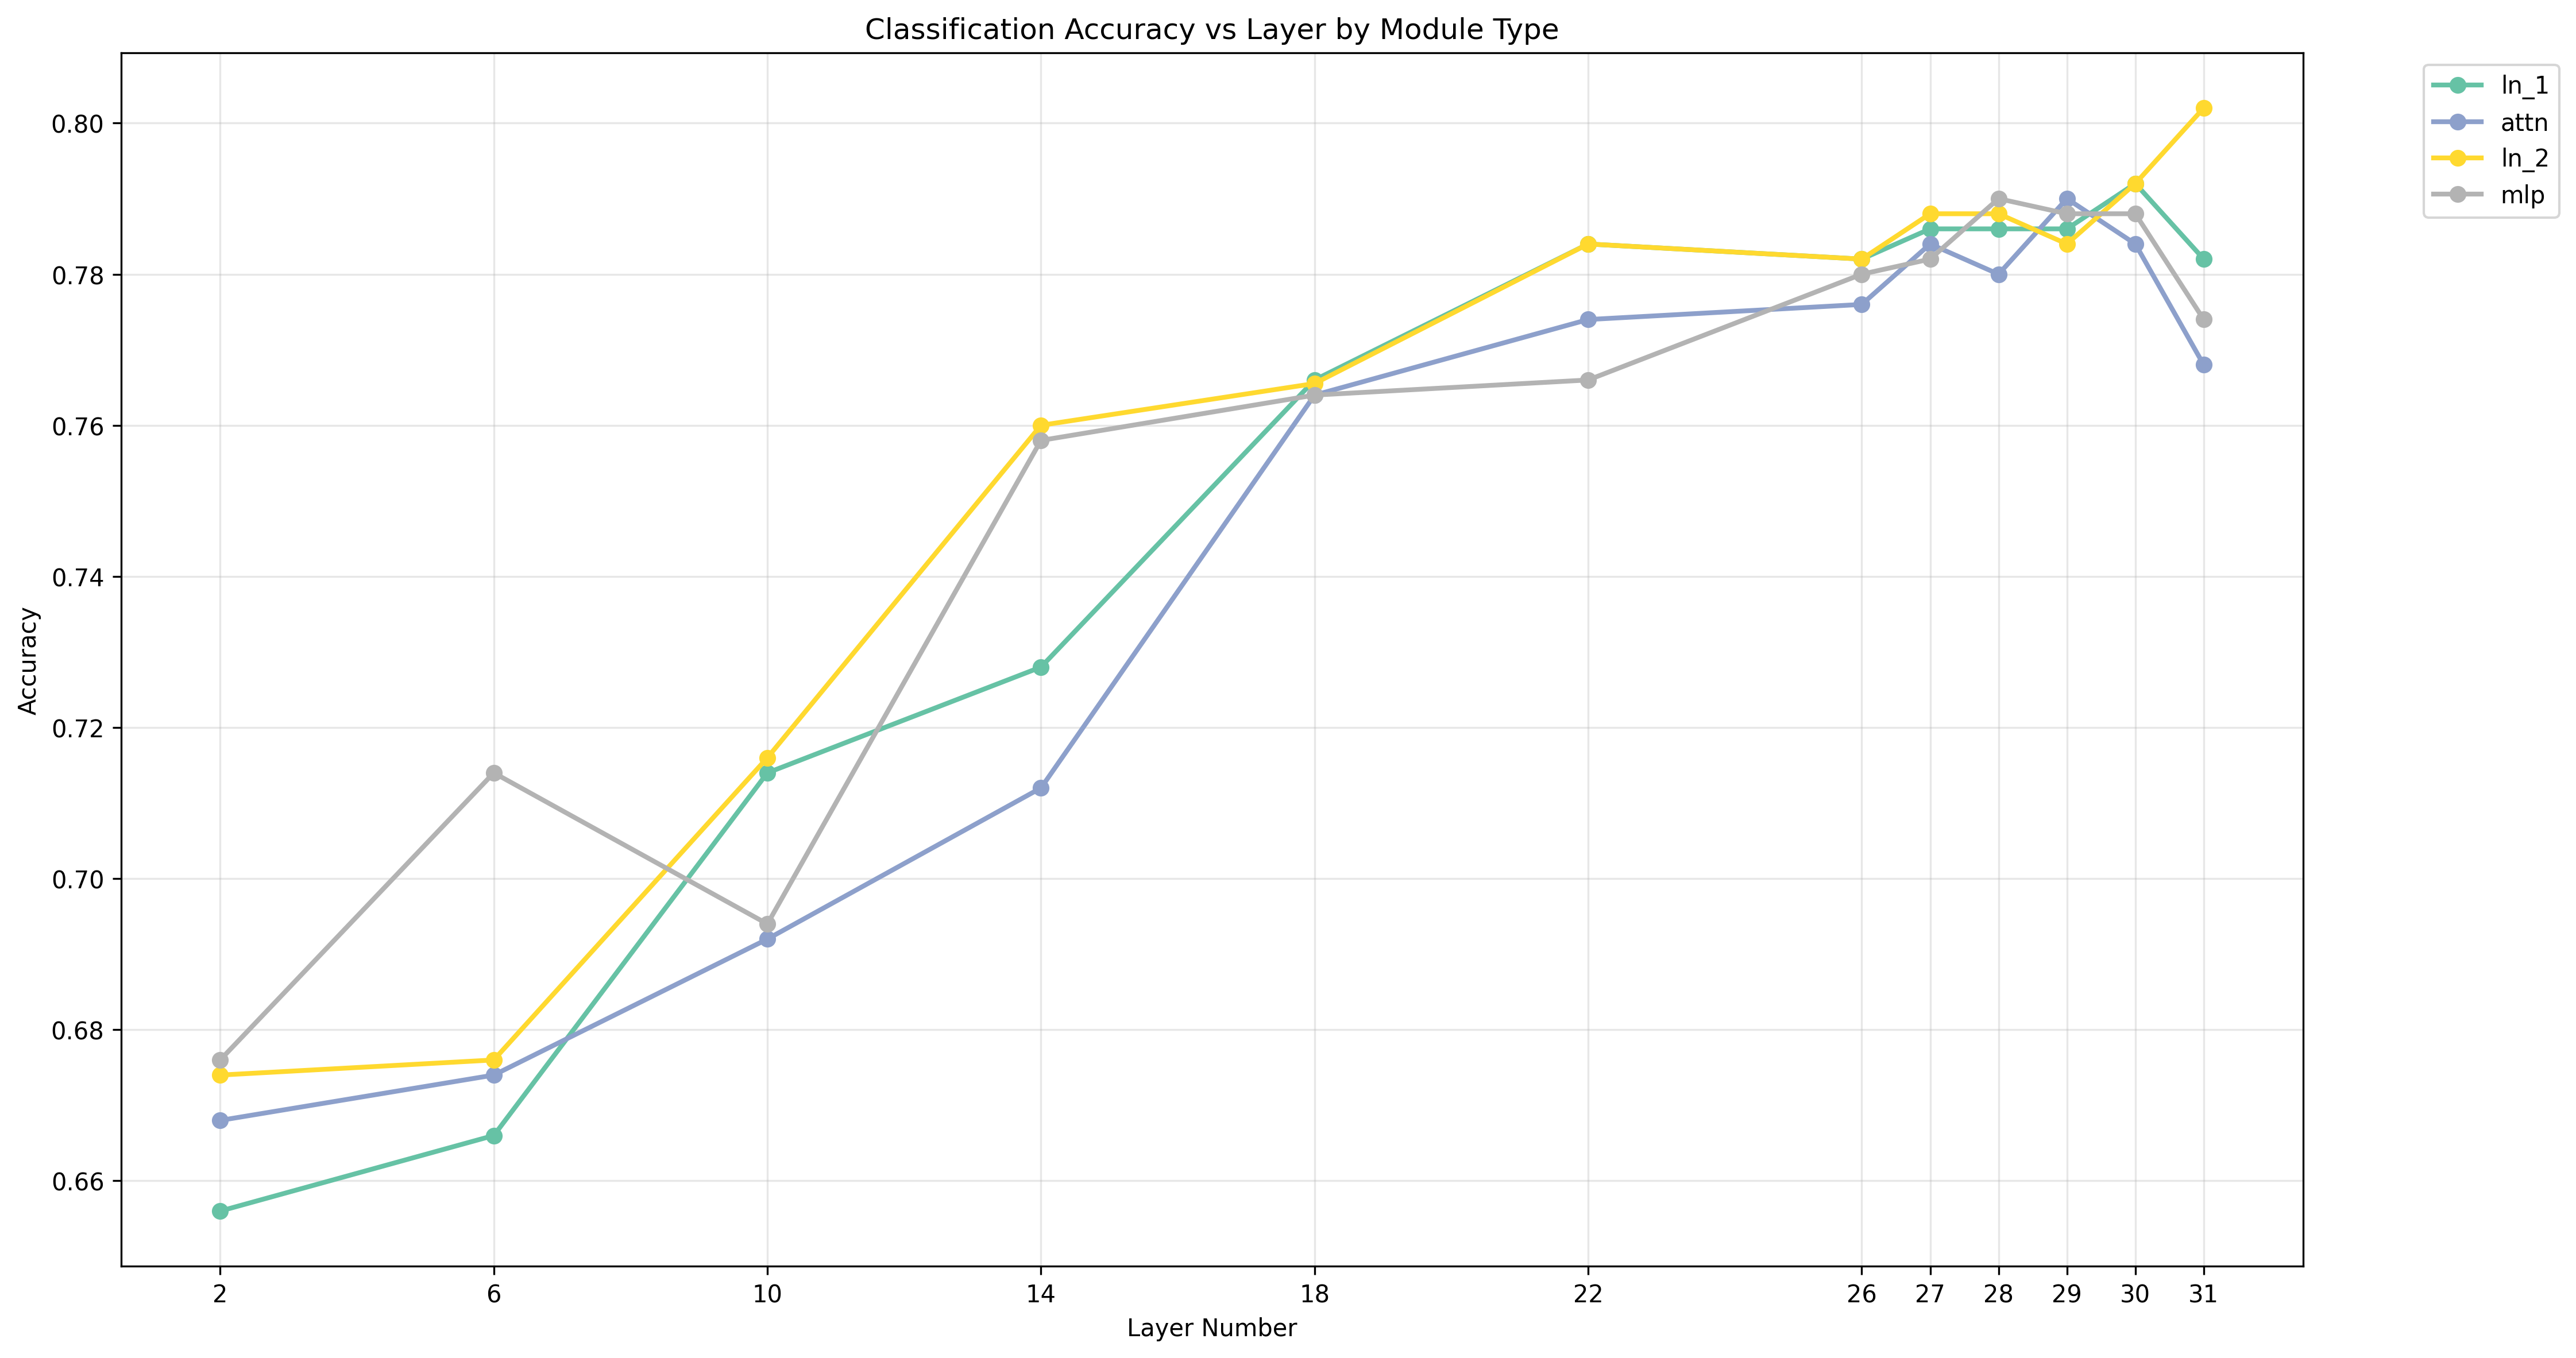 Classification Accuracy vs Layer by Module Type
ln_1
attn
ln_2
mlp
Accuracy
0.80
0.78
0.76
0.74
0.72
0.70
0.68
0.66
2 6 10 14 18 22 26 27 28 29 30 31
Layer Number